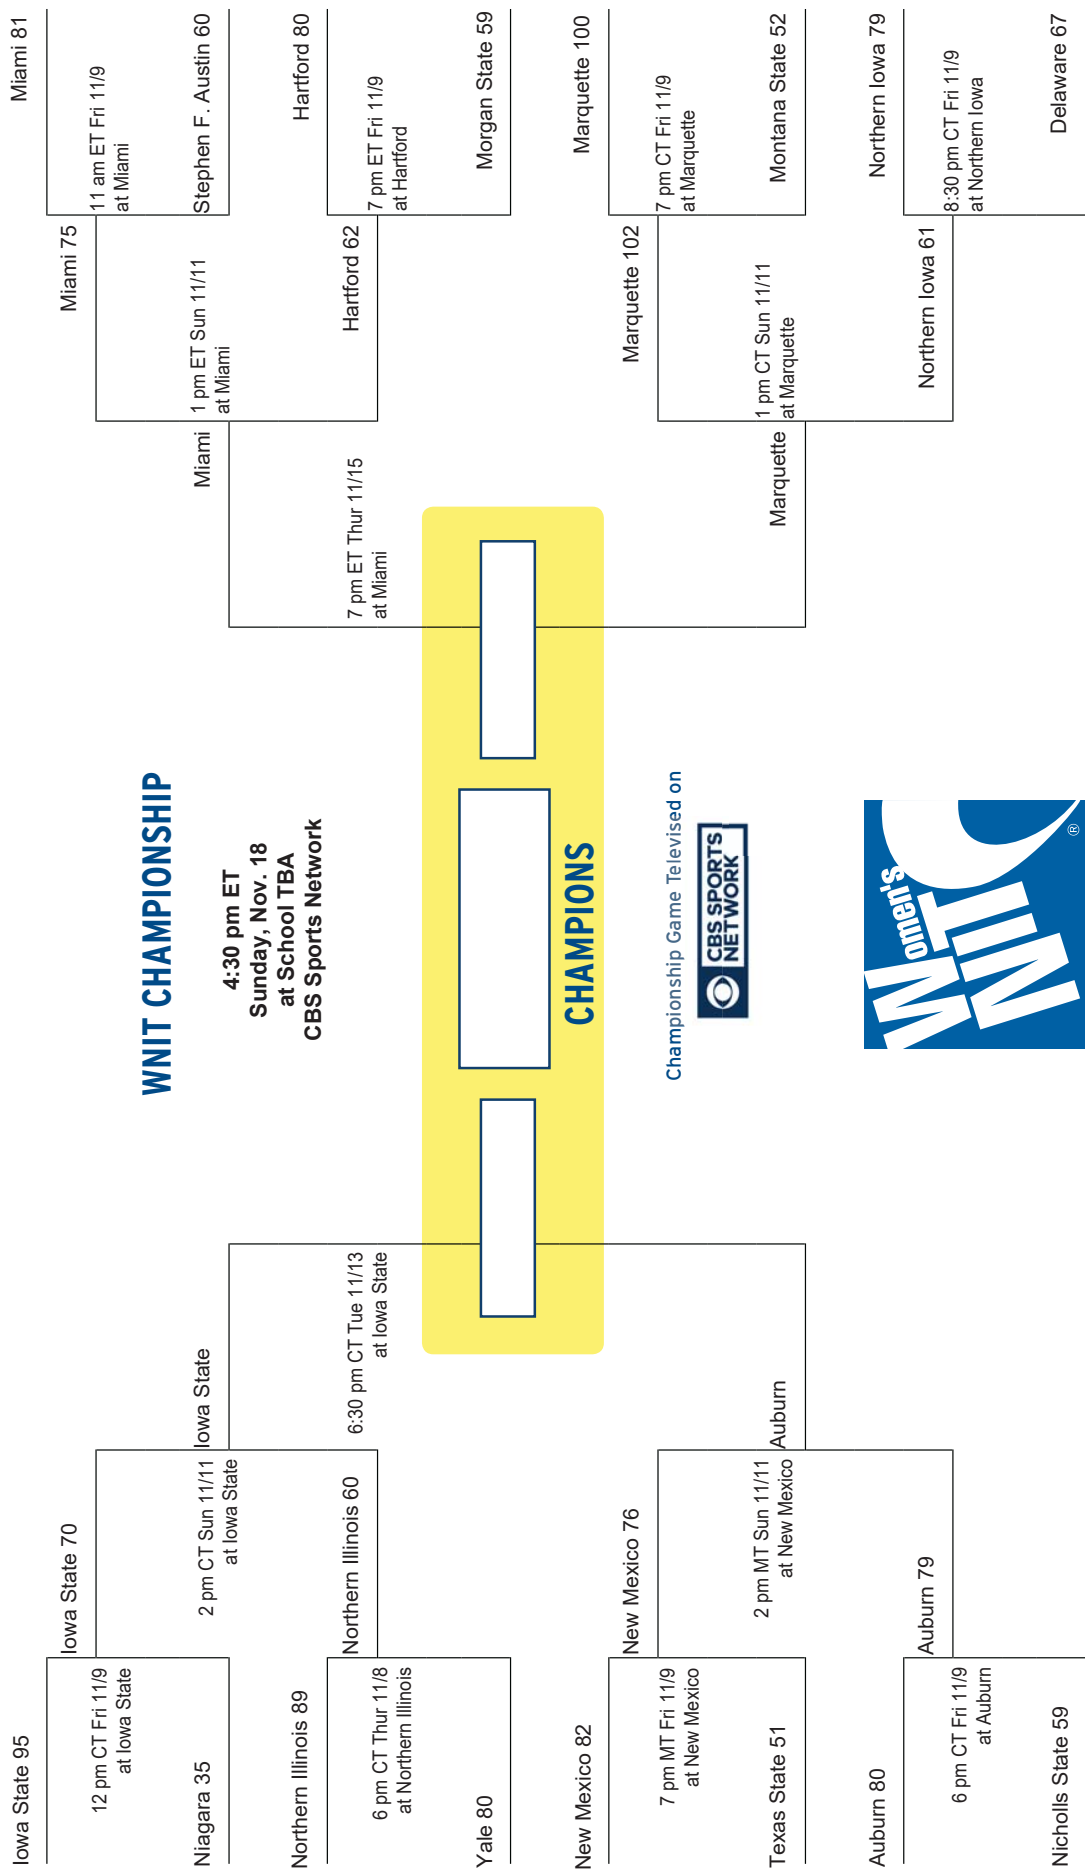 WNIT CHAMPIONSHIP
4:30 pm ET
Sunday, Nov. 18
at School TBA
CBS Sports Network
Iowa State 95
12 pm CT Fri 11/9
at Iowa State
Niagara 35
Iowa State 70
2 pm CT Sun 11/11
at Iowa State
Northern Illinois 89
6 pm CT Thur 11/8
at Northern Illinois
Yale 80
Northern Illinois 60
Iowa State
6:30 pm CT Tue 11/13
at Iowa State
New Mexico 82
7 pm MT Fri 11/9
at New Mexico
Texas State 51
New Mexico 76
2 pm MT Sun 11/11
at New Mexico
Auburn 80
6 pm CT Fri 11/9
at Auburn
Nicholls State 59
Auburn 79
Auburn
CHAMPIONS
Championship Game Televised on
CBS SPORTS
NETWORK
Women's
NIT
®
Miami 81
11 am ET Fri 11/9
at Miami
Stephen F. Austin 60
Miami 75
1 pm ET Sun 11/11
at Miami
Hartford 80
7 pm ET Fri 11/9
at Hartford
Morgan State 59
Hartford 62
Miami
7 pm ET Thur 11/15
at Miami
Marquette 100
7 pm CT Fri 11/9
at Marquette
Montana State 52
Marquette 102
1 pm CT Sun 11/11
at Marquette
Northern Iowa 79
8:30 pm CT Fri 11/9
at Northern Iowa
Delaware 67
Northern Iowa 61
Marquette